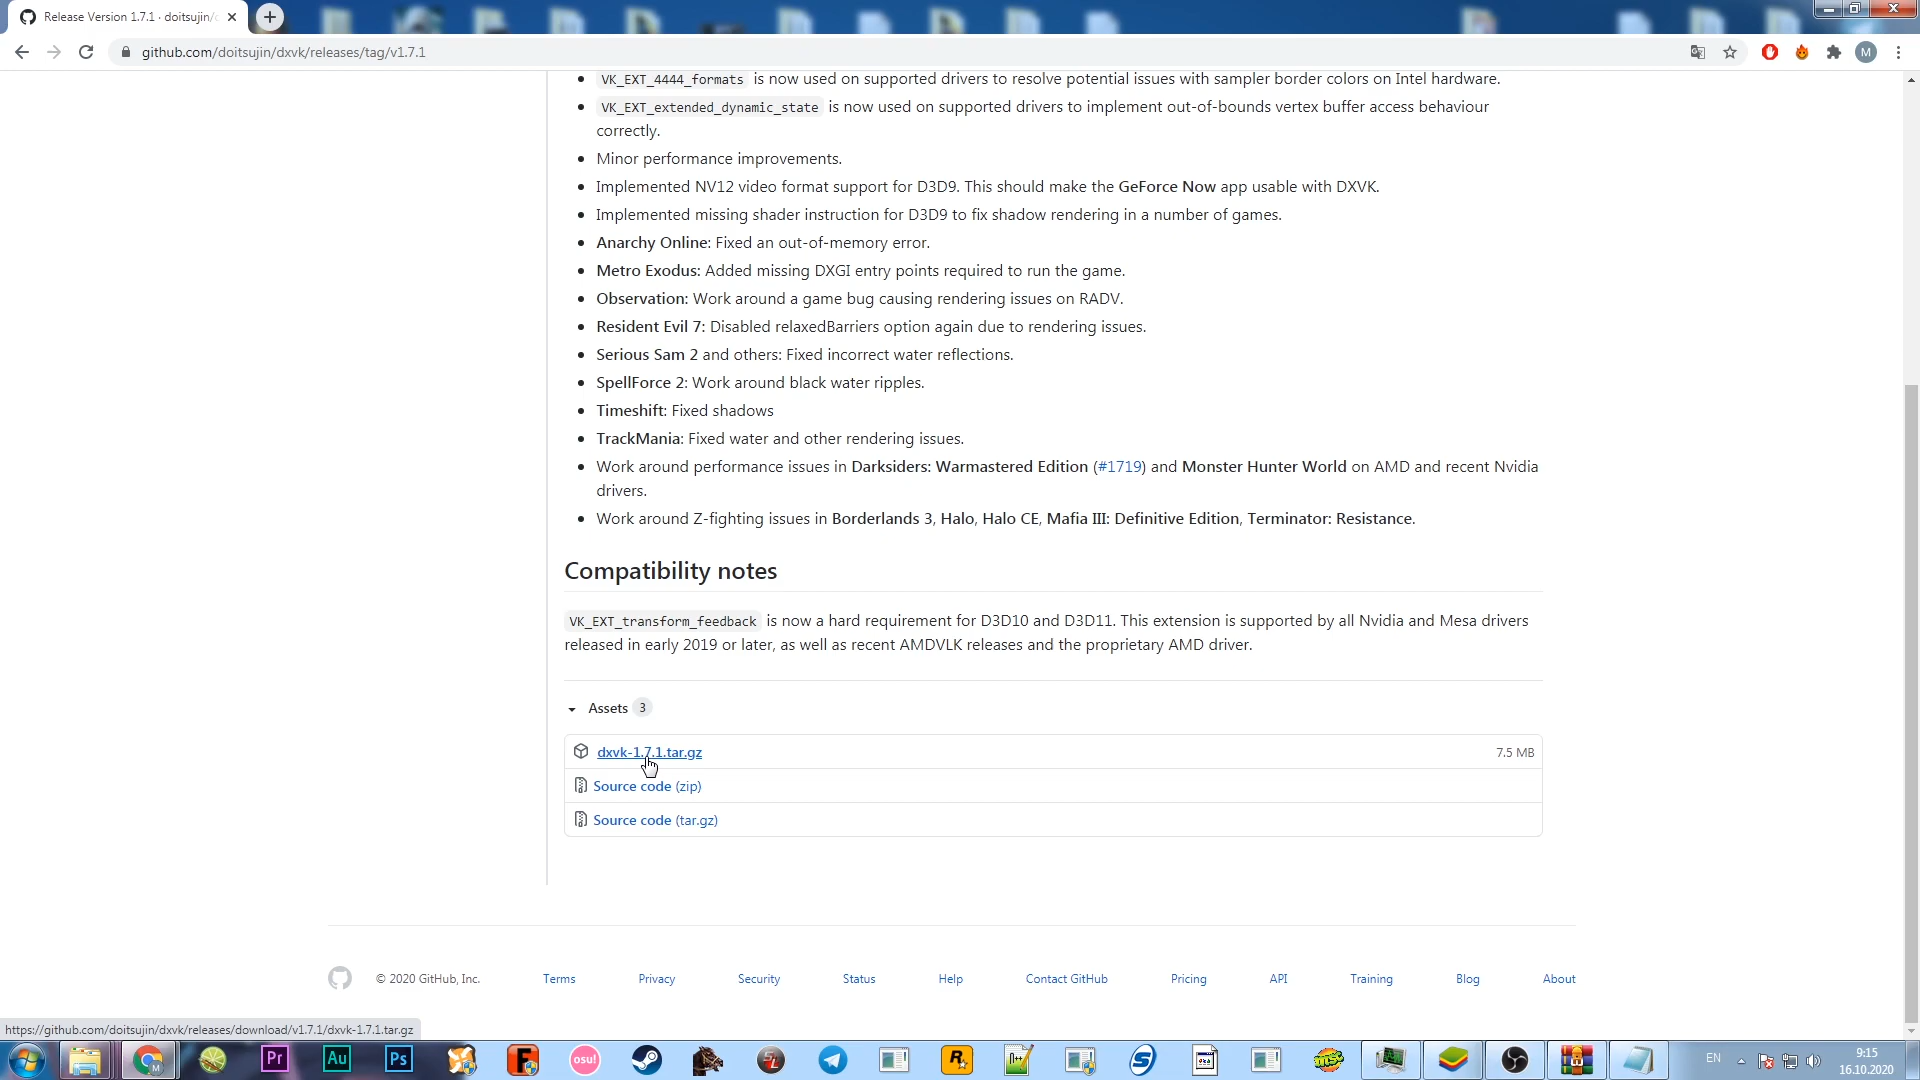 Release Version 1.7.1 · doitsujin/
github.com/doitsujin/dxvk/releases/tag/v1.7.1
M
VK_EXT_4444_formats is now used on supported drivers to resolve potential issues with sampler border colors on Intel hardware.
VK_EXT_extended_dynamic_state is now used on supported drivers to implement out-of-bounds vertex buffer access behaviour
correctly.
Minor performance improvements.
Implemented NV12 video format support for D3D9. This should make the GeForce Now app usable with DXVK.
Implemented missing shader instruction for D3D9 to fix shadow rendering in a number of games.
Anarchy Online: Fixed an out-of-memory error.
Metro Exodus: Added missing DXGI entry points required to run the game.
Observation: Work around a game bug causing rendering issues on RADV.
Resident Evil 7: Disabled relaxedBarriers option again due to rendering issues.
Serious Sam 2 and others: Fixed incorrect water reflections.
SpellForce 2: Work around black water ripples.
Timeshift: Fixed shadows
TrackMania: Fixed water and other rendering issues.
Work around performance issues in Darksiders: Warmastered Edition (#1719) and Monster Hunter World on AMD and recent Nvidia
drivers.
Work around Z-fighting issues in Borderlands 3, Halo, Halo CE, Mafia III: Definitive Edition, Terminator: Resistance.
Compatibility notes
VK_EXT_transform_feedback is now a hard requirement for D3D10 and D3D11. This extension is supported by all Nvidia and Mesa drivers
released in early 2019 or later, as well as recent AMDVLK releases and the proprietary AMD driver.
Assets 3
dxvk-1.7.1.tar.gz 7.5 MB
Source code (zip)
Source code (tar.gz)
© 2020 GitHub, Inc. Terms Privacy Security Status Help Contact GitHub Pricing API Training Blog About
https://github.com/doitsujin/dxvk/releases/download/v1.7.1/dxvk-1.7.1.tar.gz
M Pr Au Ps osu! R EN 9:15
16.10.2020